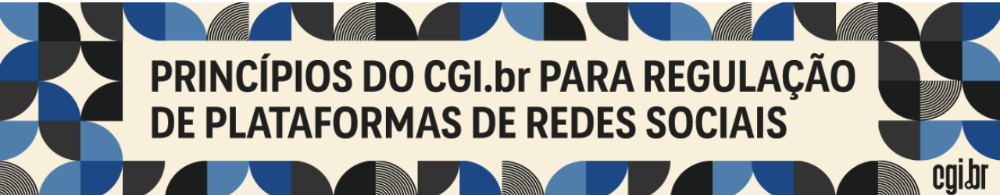 PRINCÍPIOS DO CGI.br PARA REGULAÇÃO
DE PLATAFORMAS DE REDES SOCIAIS
cgi.br